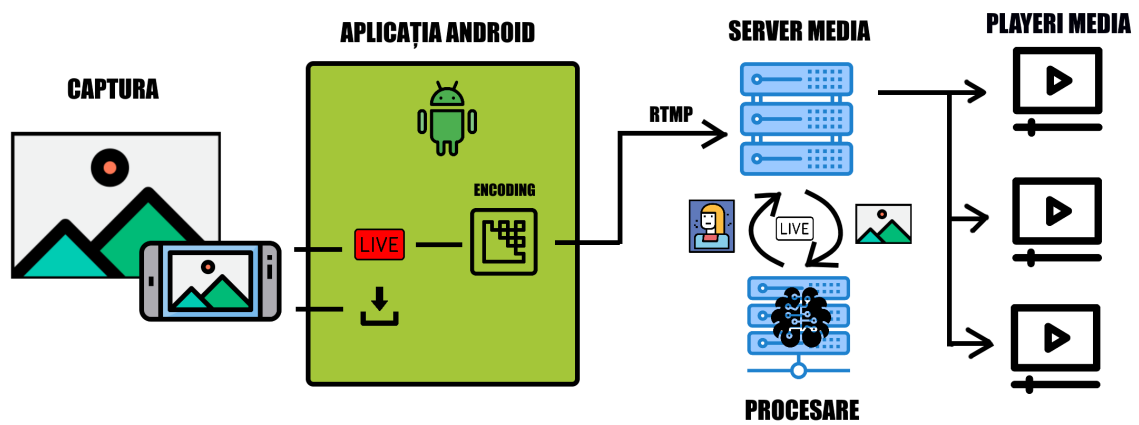 CAPTURA
APLICAȚIA ANDROID
ENCODING
LIVE
RTMP
SERVER MEDIA
LIVE
PROCESARE
PLAYERI MEDIA